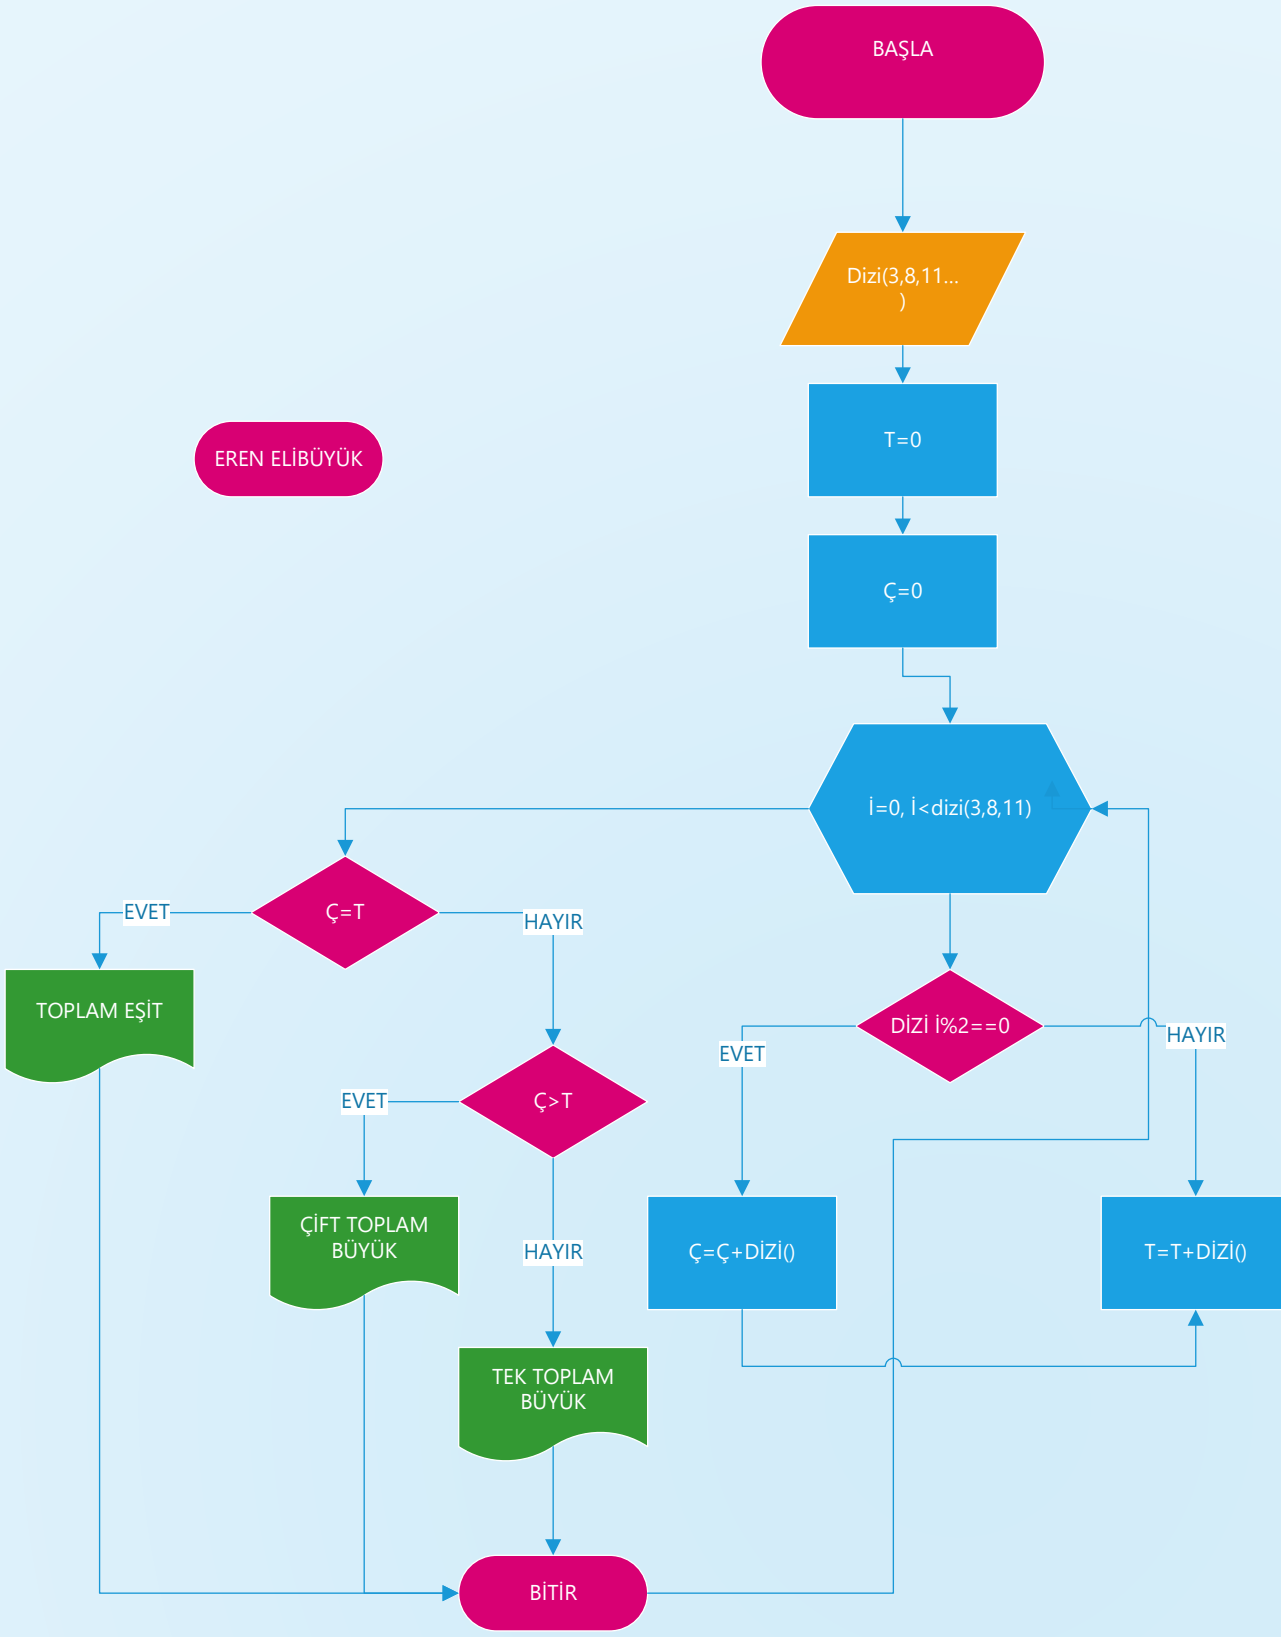 BAŞLA
Dizi(3,8,11...
)
T=0
EREN ELİBÜYÜK
Ç=0
İ=0, İ<dizi(3,8,11)
Ç=T
EVET
HAYIR
TOPLAM EŞİT
DİZİ İ%2==0
EVET
HAYIR
Ç>T
EVET
ÇİFT TOPLAM
BÜYÜK
HAYIR
Ç=Ç+DİZİ()
T=T+DİZİ()
TEK TOPLAM
BÜYÜK
BİTİR